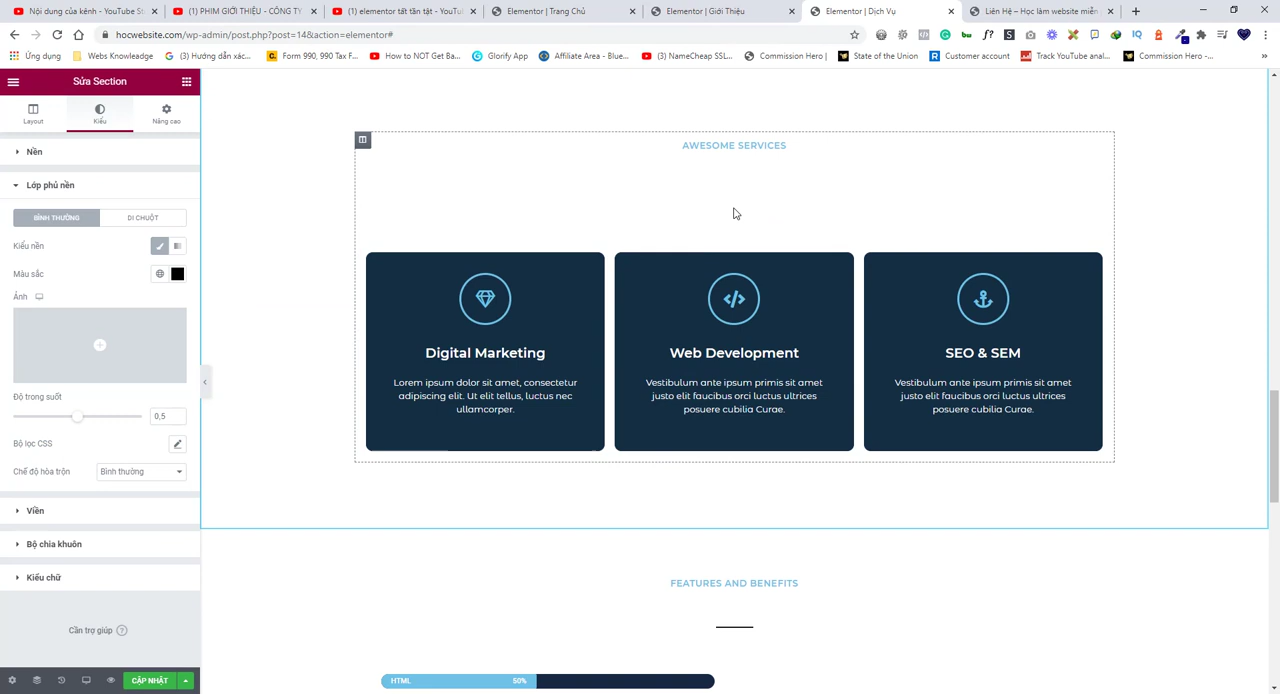 Nội dung của kênh - YouTube St
(1) PHIM GIỚI THIỆU - CÔNG TY
(1) elementor tất tần tật - YouTu
Elementor | Trang Chủ
Elementor | Giới Thiệu
Elementor | Dịch Vụ
Liên Hệ – Học làm website miễn
hocwebsite.com/wp-admin/post.php?post=14&action=elementor#
Ứng dụng
Webs Knowleadge
(3) Hướng dẫn sắc...
Form 990, 990 Tax F...
How to NOT Get Ba...
Glorify App
Affiliate Area – Beauty...
(1) NameCheap SSL...
Commission Hero |
State of the Union
Customer account
Track YouTube anal...
Commission Hero -...
Sửa Section
Layout
Kiểu
Nâng cao
Nền
Lớp phủ nền
BÌNH THƯỜNG
DI CHUỘT
Kiểu nền
Màu sắc
Ảnh
Độ trong suốt
0,5
Bộ lọc CSS
Chế độ hòa trộn
Bình thường
Viền
Bộ chia khuôn
Kiểu chữ
Cần trợ giúp
CẬP NHẬT
AWESOME SERVICES
Digital Marketing
Lorem ipsum dolor sit amet, consectetur
adipiscing elit. Ut elit tellus, luctus nec
ullamcorper.
Web Development
Vestibulum ante ipsum primis sit amet
justo elit faucibus orci luctus ultrices
posuere cubilia Curae.
SEO & SEM
Vestibulum ante ipsum primis sit amet
justo elit faucibus orci luctus ultrices
posuere cubilia Curae.
FEATURES AND BENEFITS
HTML
50%